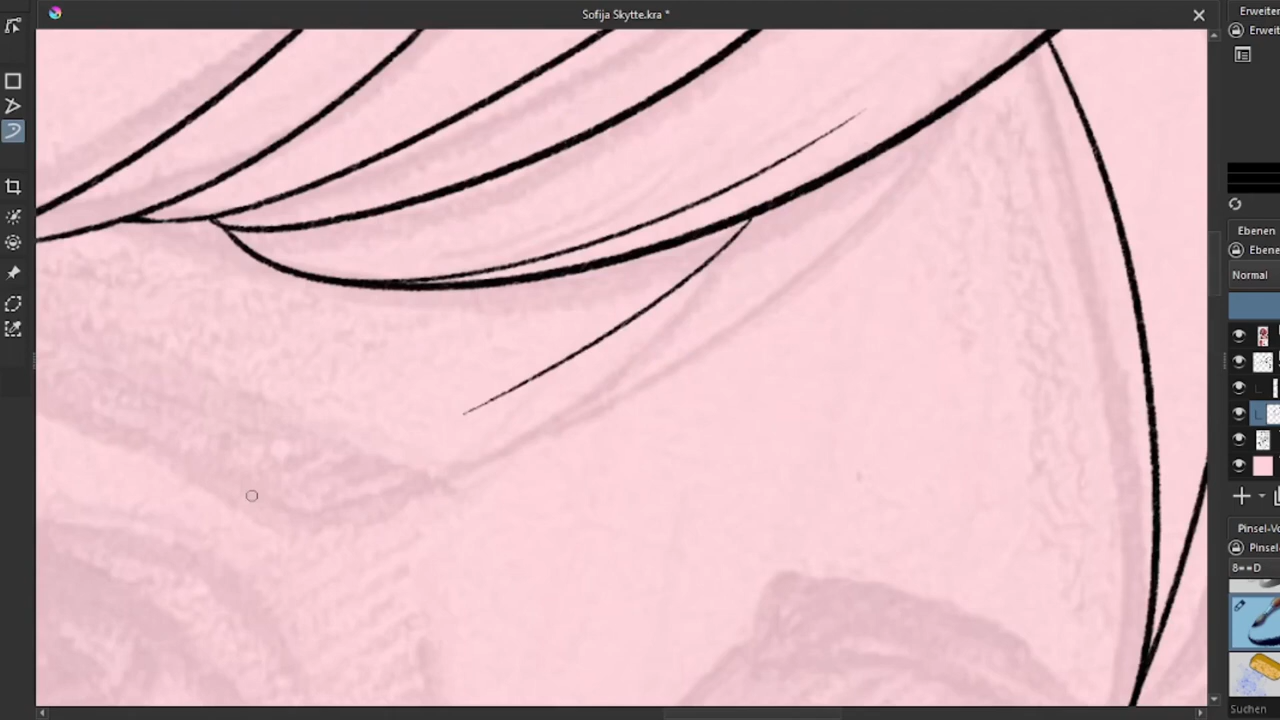 Sofija Skytte.kra *
Erweiter
Erweit
Ebenen
Ebene
Normal
Pinsel-Vo
Pinsel
8==D
Suchen